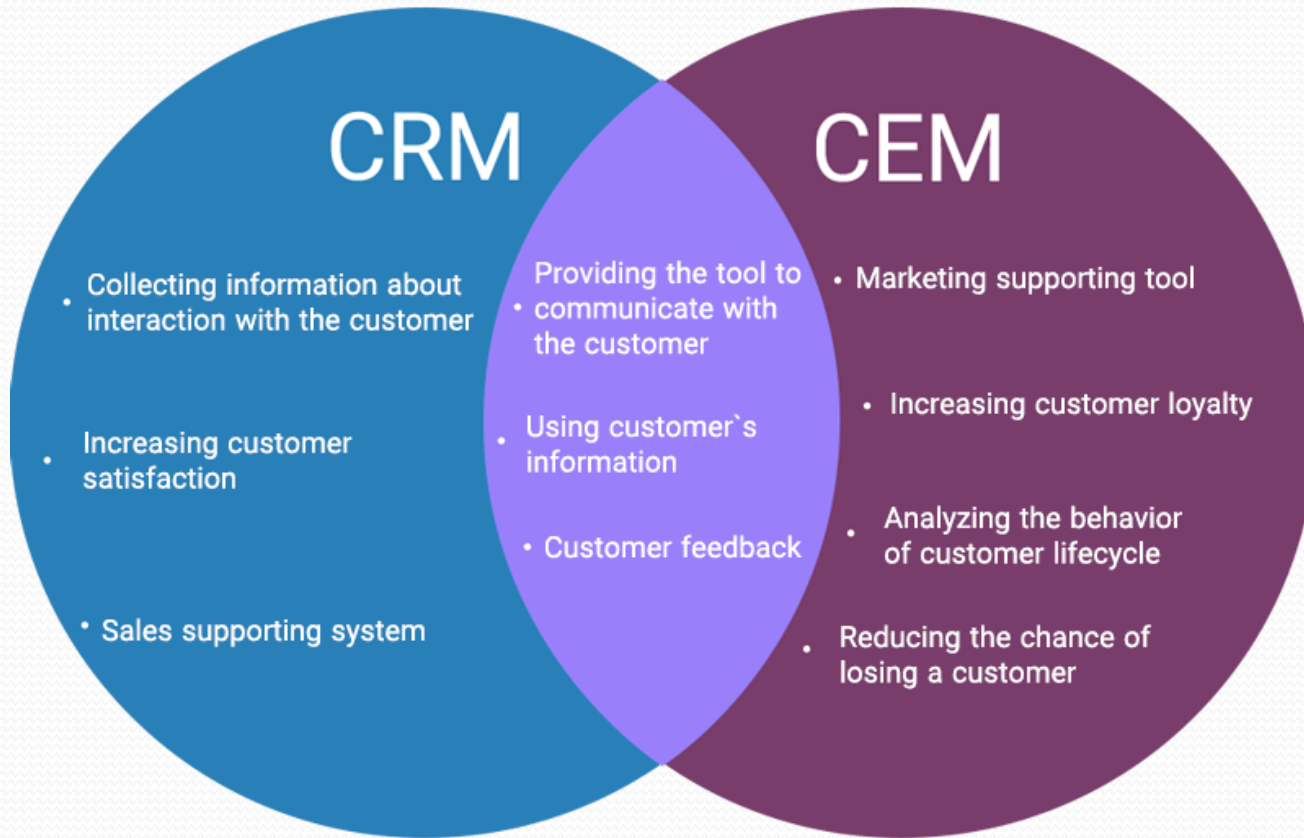 CRM
Collecting information about
interaction with the customer
Increasing customer
satisfaction
Sales supporting system
Providing the tool to
communicate with
the customer
Using customer`s
information
Customer feedback
CEM
Marketing supporting tool
Increasing customer loyalty
Analyzing the behavior
of customer lifecycle
Reducing the chance of
losing a customer